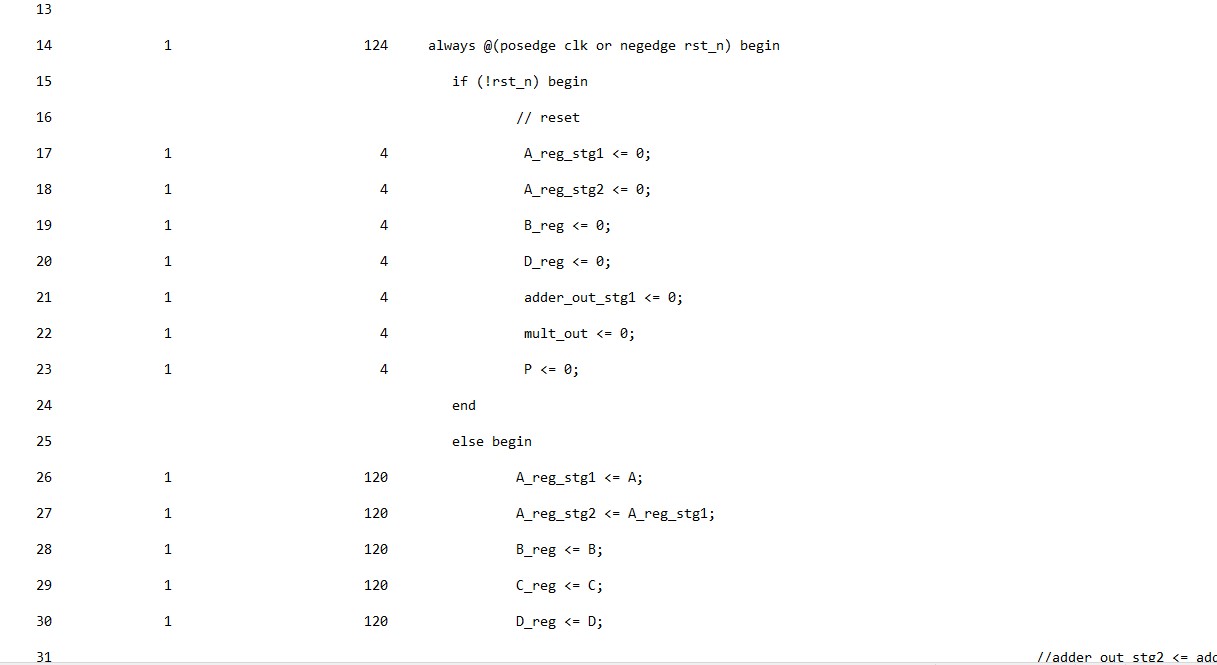 13
14 1 124 always @(posedge clk or negedge rst_n) begin
15 if (!rst_n) begin
16 // reset
17 1 4 A_reg_stg1 <= 0;
18 1 4 A_reg_stg2 <= 0;
19 1 4 B_reg <= 0;
20 1 4 D_reg <= 0;
21 1 4 adder_out_stg1 <= 0;
22 1 4 mult_out <= 0;
23 1 4 P <= 0;
24 end
25 else begin
26 1 120 A_reg_stg1 <= A;
27 1 120 A_reg_stg2 <= A_reg_stg1;
28 1 120 B_reg <= B;
29 1 120 C_reg <= C;
30 1 120 D_reg <= D;
31 //adder_out_stg2 <= add